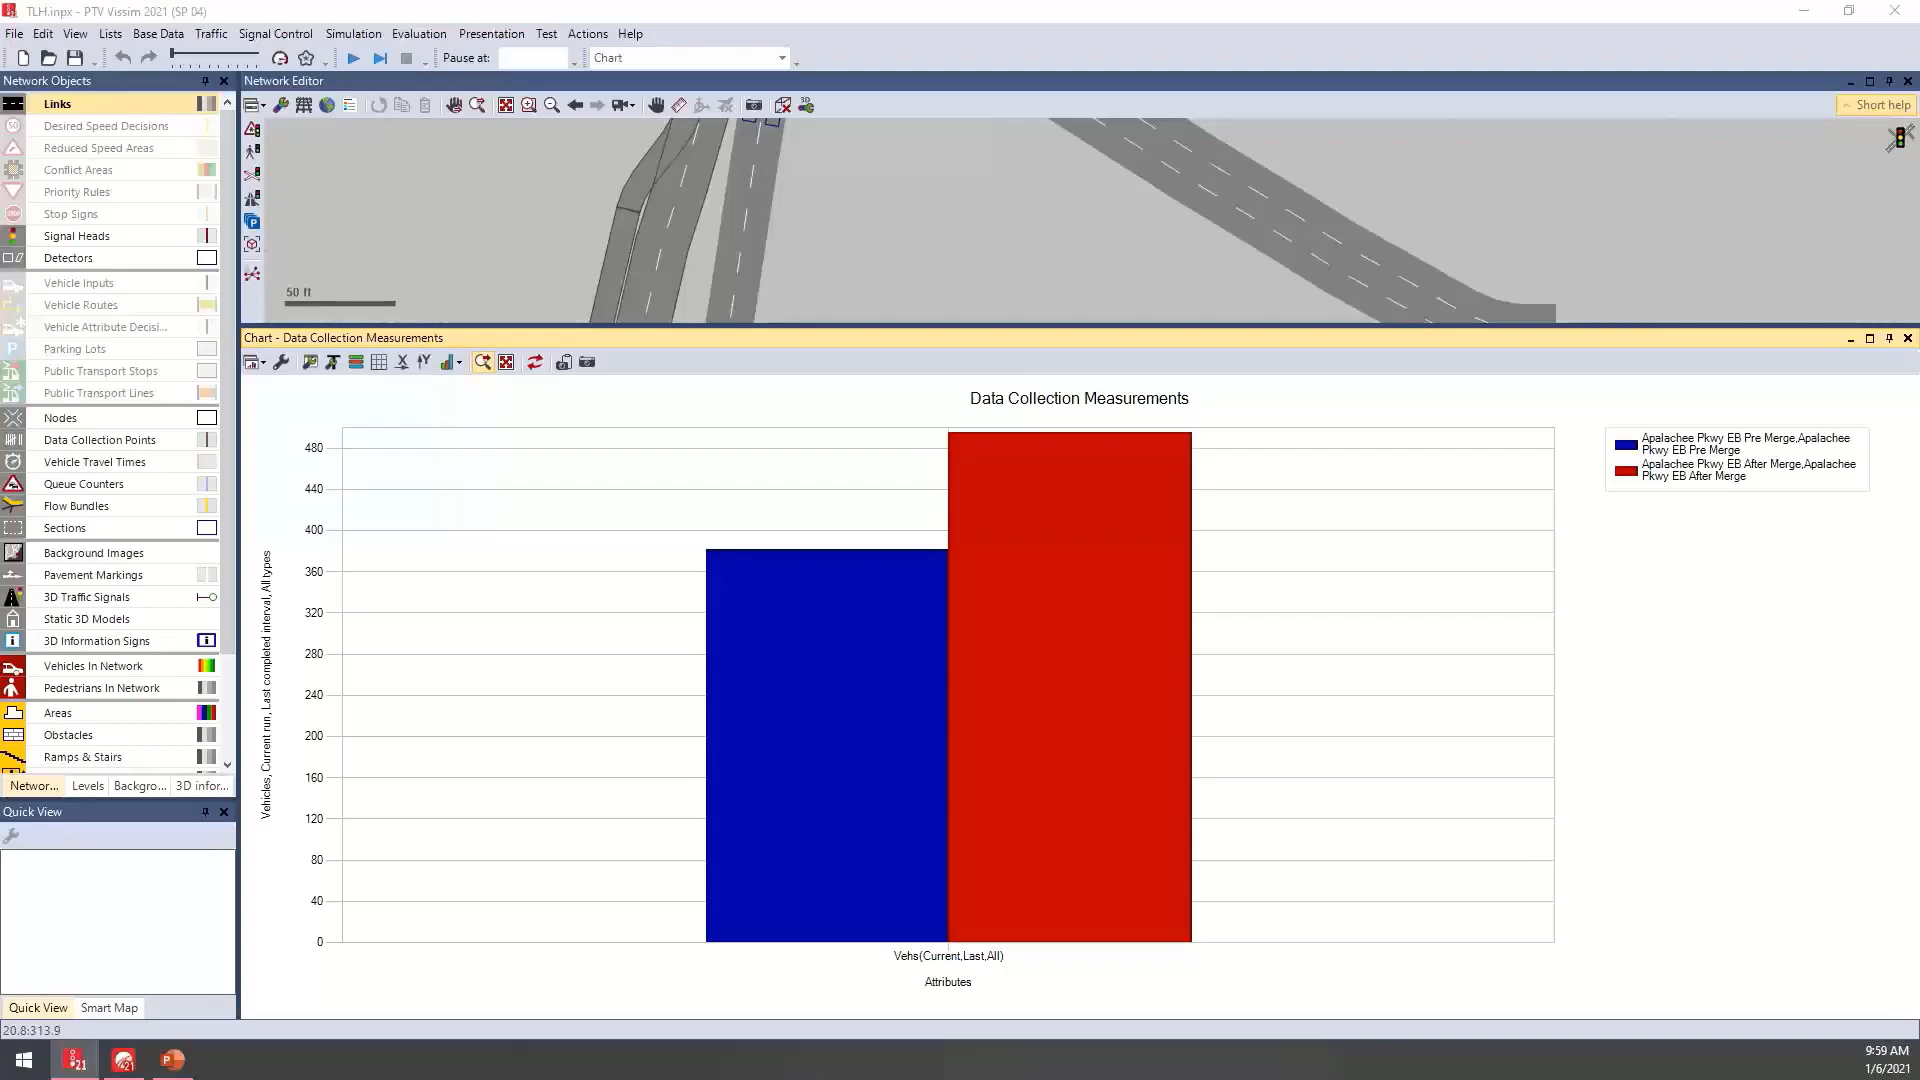 TLH.inpx - PTV Vissim 2021 (SP 04)
File Edit View Lists Base Data Traffic Signal Control Simulation Evaluation Presentation Test Actions Help
Pause at: Chart
Network Objects
Links
Desired Speed Decisions
Reduced Speed Areas
Conflict Areas
Priority Rules
Stop Signs
Signal Heads
Detectors
Vehicle Inputs
Vehicle Routes
Vehicle Attribute Decisi...
Parking Lots
Public Transport Stops
Public Transport Lines
Nodes
Data Collection Points
Vehicle Travel Times
Queue Counters
Flow Bundles
Sections
Background Images
Pavement Markings
3D Traffic Signals
Static 3D Models
3D Information Signs
Vehicles In Network
Pedestrians In Network
Areas
Obstacles
Ramps & Stairs
Networ... Levels Backgro... 3D infor...
Quick View
Quick View Smart Map
20.8:313.9
Network Editor
Short help
50 ft
Chart - Data Collection Measurements
Data Collection Measurements
Vehicles, Current run, Last completed interval, All types
480
440
400
360
320
280
240
200
160
120
80
40
0
Vehs(Current,Last,All)
Attributes
Apalachee Pkwy EB Pre Merge,Apalachee
Pkwy EB Pre Merge
Apalachee Pkwy EB After Merge,Apalachee
Pkwy EB After Merge
9:59 AM
1/6/2021